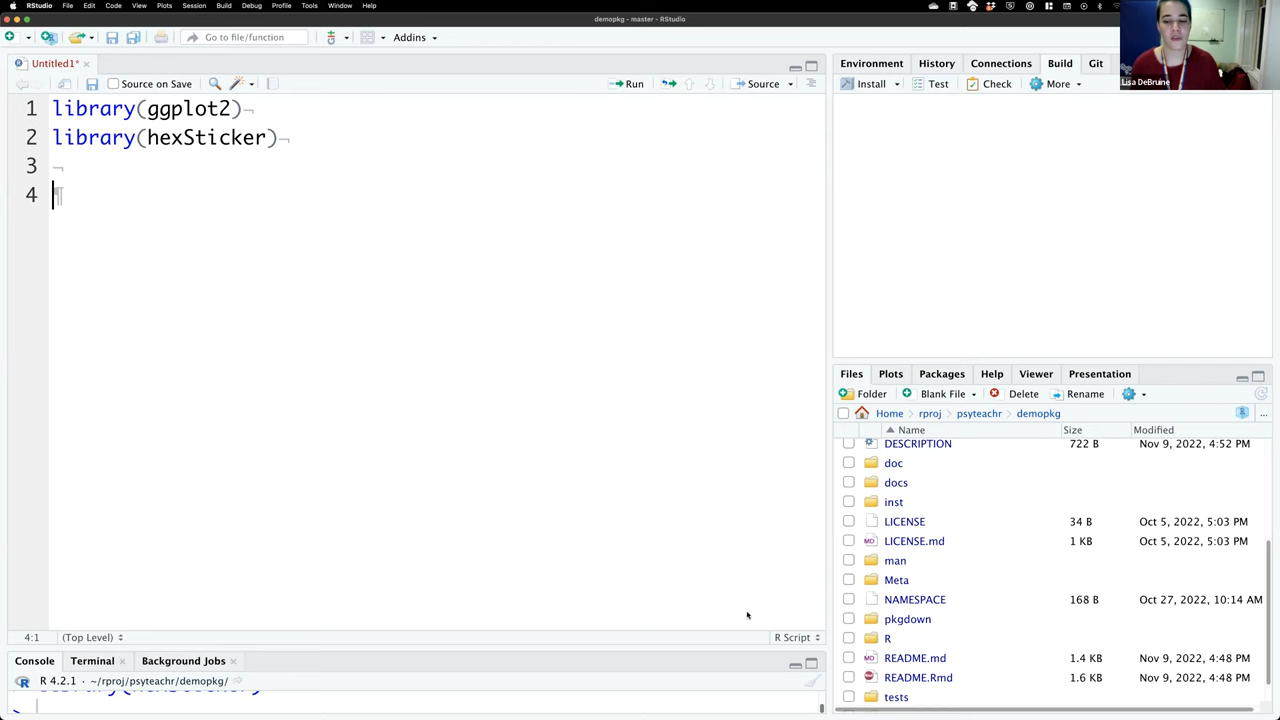 RStudio File Edit Code View Plots Session Build Debug Profile Tools Window Help
demopkg - master - RStudio
Go to file/function Addins
Untitled1*
Source on Save Run Source
1 library(ggplot2)¬
2 library(hexSticker)¬
3 ¬
4 ¶
4:1 (Top Level) R Script
Console Terminal Background Jobs
R 4.2.1 · ~/rproj/psyteachr/demopkg/
library(hexSticker)
>
Environment History Connections Build Git
Install Test Check More
Lisa DeBruine
Files Plots Packages Help Viewer Presentation
Folder Blank File Delete Rename
Home rproj psyteachr demopkg ...
Name Size Modified
DESCRIPTION 722 B Nov 9, 2022, 4:52 PM
doc
docs
inst
LICENSE 34 B Oct 5, 2022, 5:03 PM
MD LICENSE.md 1 KB Oct 5, 2022, 5:03 PM
man
Meta
NAMESPACE 168 B Oct 27, 2022, 10:14 AM
pkgdown
R
MD README.md 1.4 KB Nov 9, 2022, 4:48 PM
README.Rmd 1.6 KB Nov 9, 2022, 4:48 PM
tests